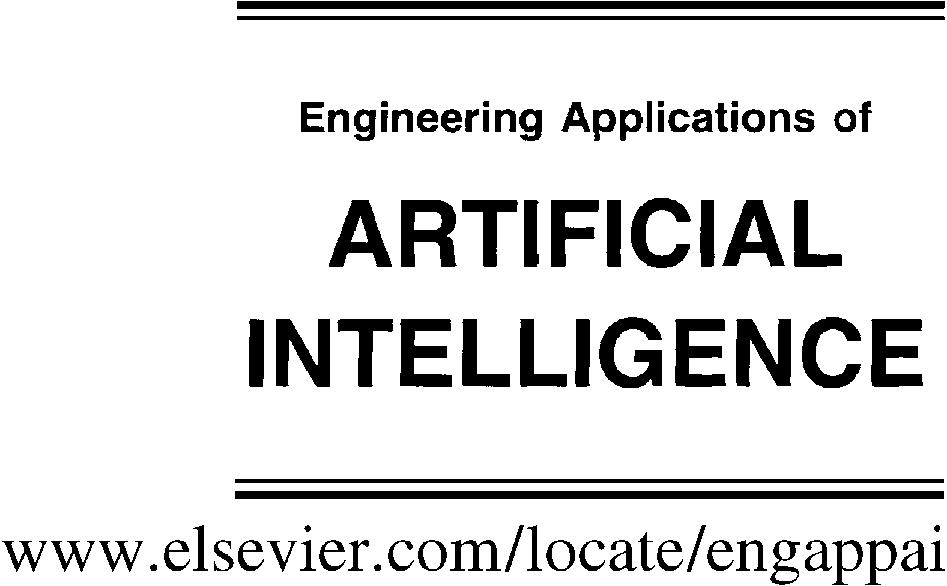 Engineering Applications of
ARTIFICIAL
INTELLIGENCE
www.elsevier.com/locate/engappai